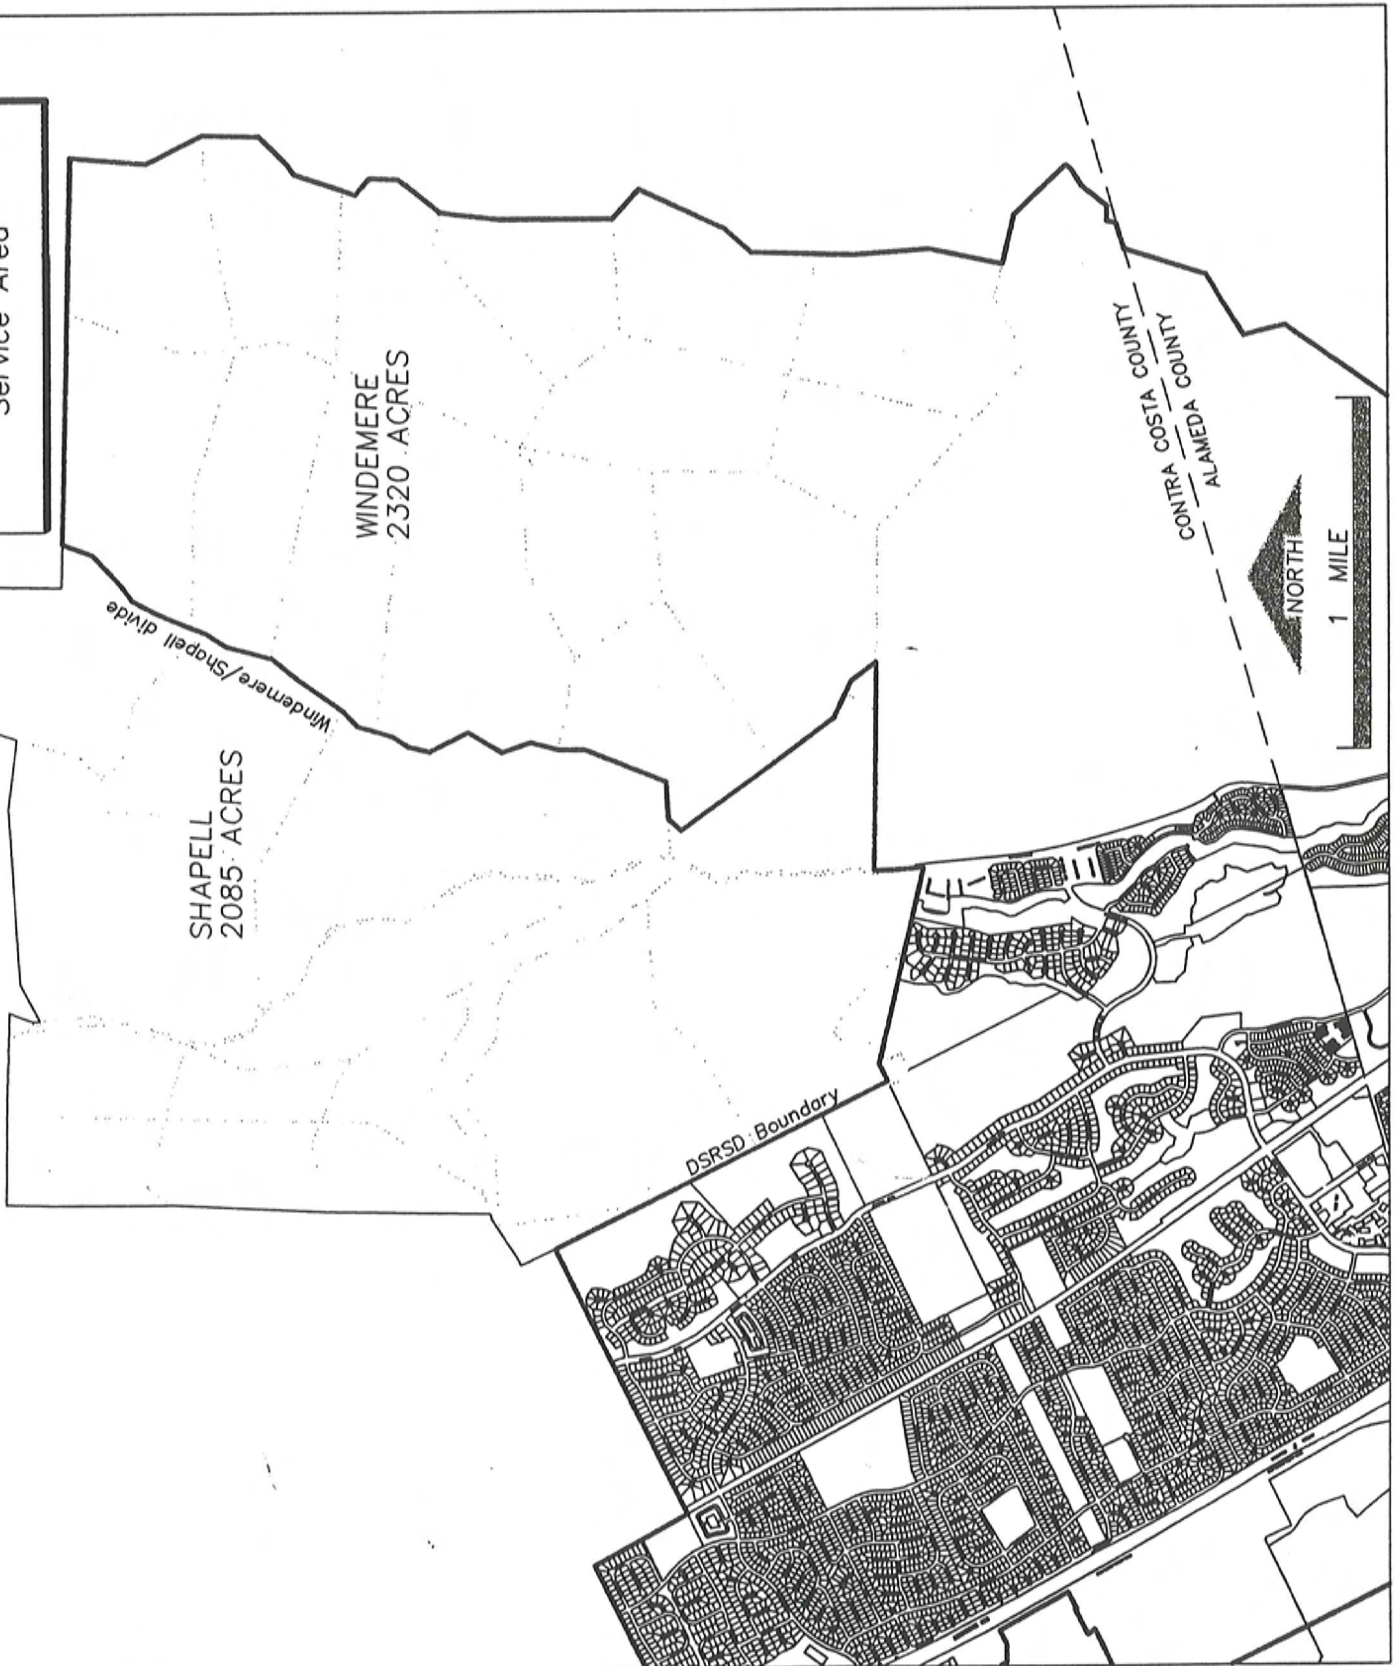 Service Area
WINDEMERE
2320 ACRES
Windemere/Shapell divide
SHAPELL
2085 ACRES
CONTRA COSTA COUNTY
ALAMEDA COUNTY
NORTH
1 MILE
DSRSD Boundary